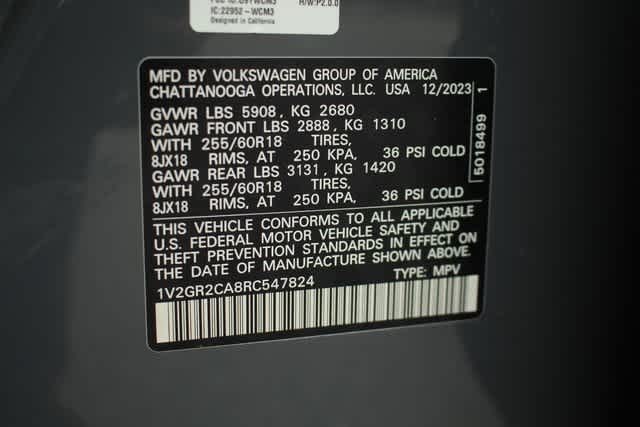 IC:22952-WCM3
H/W:P2.0.0
Designed in California
MFD BY VOLKSWAGEN GROUP OF AMERICA
CHATTANOOGA OPERATIONS, LLC. USA 12/2023
GVWR LBS 5908, KG 2680
GAWR FRONT LBS 2888, KG 1310
WITH 255/60R18 TIRES,
8JX18 RIMS, AT 250 KPA, 36 PSI COLD
GAWR REAR LBS 3131, KG 1420
WITH 255/60R18 TIRES,
8JX18 RIMS, AT 250 KPA, 36 PSI COLD
THIS VEHICLE CONFORMS TO ALL APPLICABLE
U.S. FEDERAL MOTOR VEHICLE SAFETY AND
THEFT PREVENTION STANDARDS IN EFFECT ON
THE DATE OF MANUFACTURE SHOWN ABOVE.
1V2GR2CA8RC547824 TYPE: MPV
5018499 1